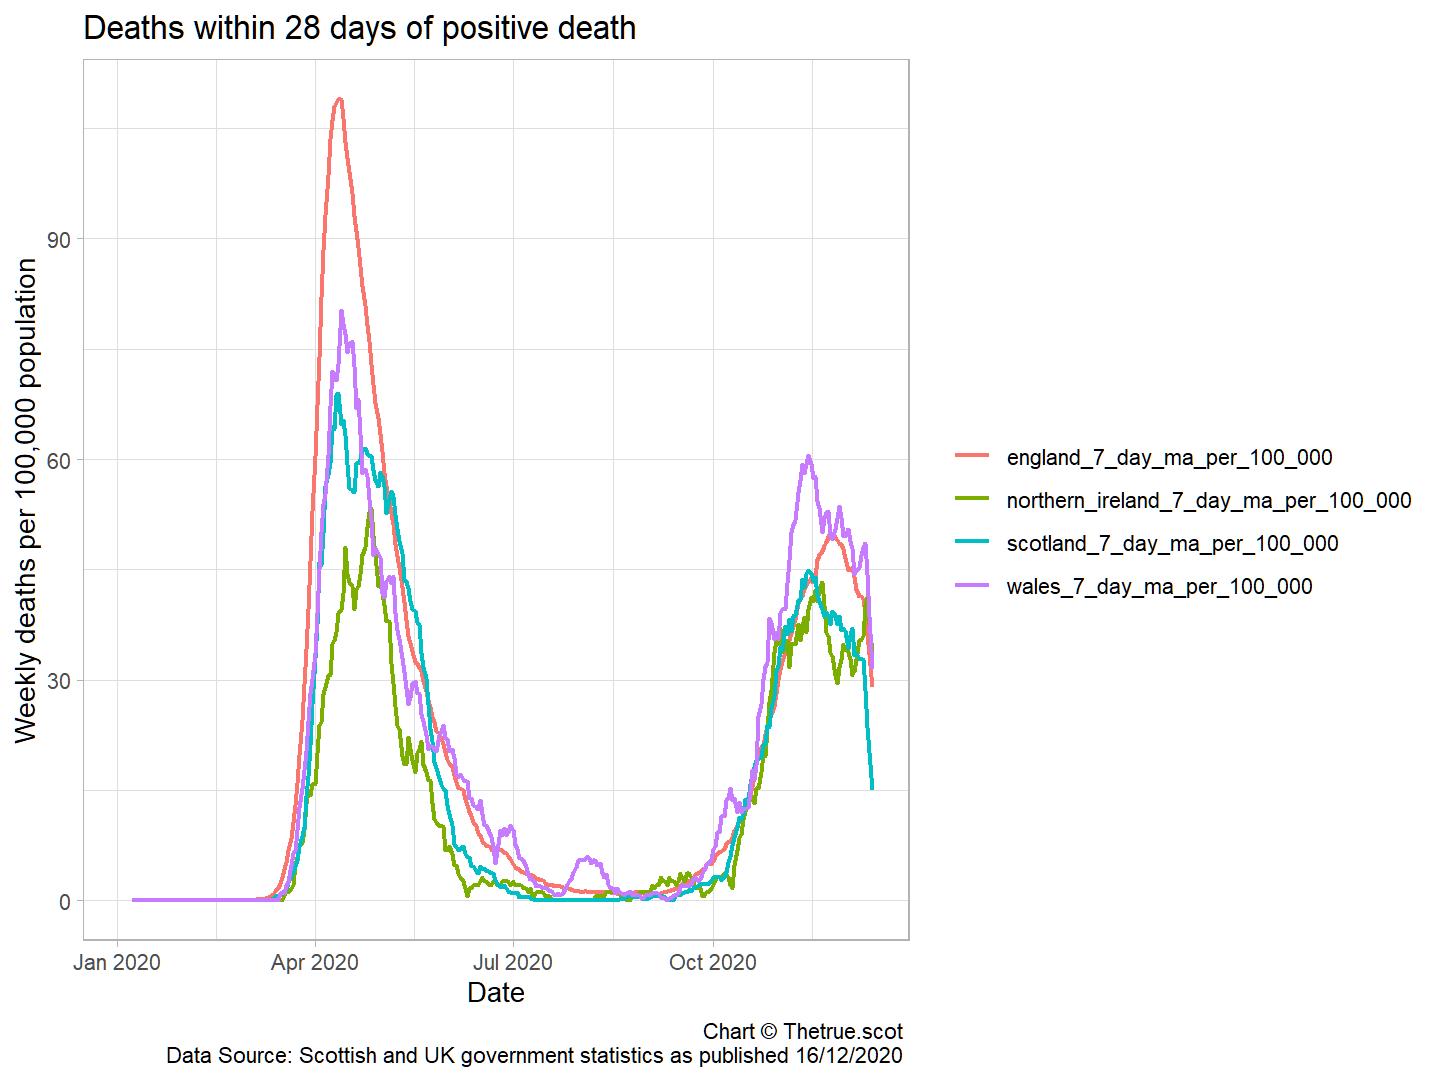 Deaths within 28 days of positive death
Weekly deaths per 100,000 population
90
60
30
0
Jan 2020
Apr 2020
Jul 2020
Oct 2020
Date
england_7_day_ma_per_100_000
northern_ireland_7_day_ma_per_100_000
scotland_7_day_ma_per_100_000
wales_7_day_ma_per_100_000
Chart © Thetrue.scot
Data Source: Scottish and UK government statistics as published 16/12/2020